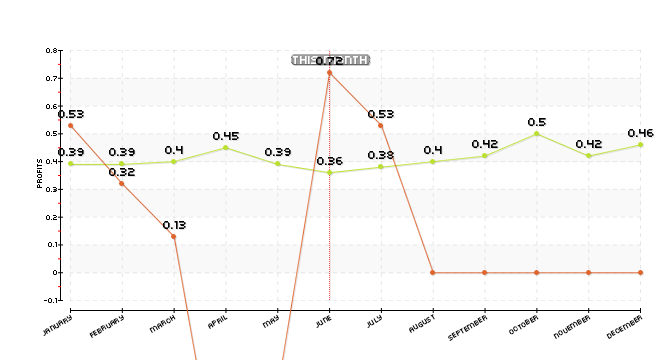 0.8
THIS MONTH
0.72
0.7
0.6
0.53
0.53
0.5
0.5
0.45
0.46
0.39
0.39
0.4
0.39
0.36
0.38
0.4
0.42
0.42
0.4
0.32
0.3
0.2
0.13
0.1
0
-0.1
PROFITS
JANUARY
FEBRUARY
MARCH
APRIL
MAY
JUNE
JULY
AUGUST
SEPTEMBER
OCTOBER
NOVEMBER
DECEMBER